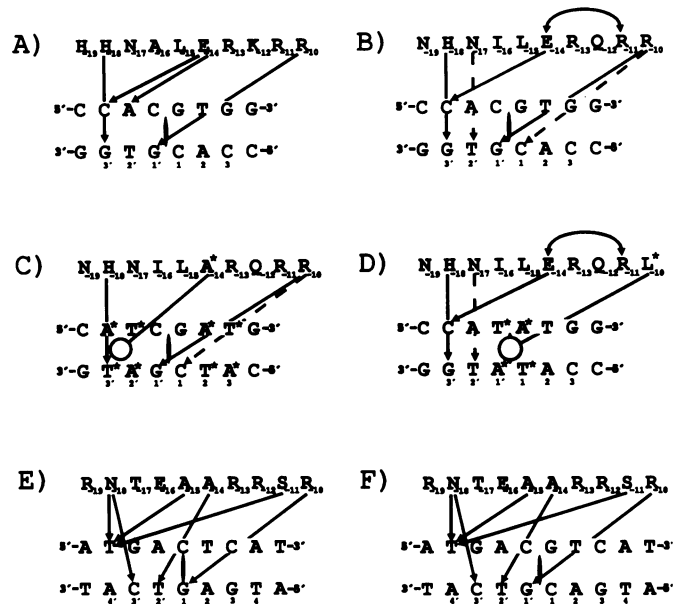 A)
H-19 H-18 N-17 A-16 L-15 E-14 R-13 K-12 R-11 R-10
5'-C C A C G T G G-3'
3'-G G T G C A C C-5'
3' 2' 1' 1 2 3
B)
N-19 H-18 N-17 I-16 L-15 E-14 R-13 Q-12 R-11 R-10
5'-C C A C G T G G-3'
3'-G G T G C A C C-5'
3' 2' 1' 1 2 3
C)
N-19 H-18 N-17 I-16 L-15 A*-14 R-13 Q-12 R-11 R-10
5'-C A* T* C G A* T* G-3'
3'-G T* A* G C T* A* C-5'
3' 2' 1' 1 2 3
D)
N-19 H-18 N-17 I-16 L-15 E-14 R-13 Q-12 R-11 L*-10
5'-C C A T* A* T G G-3'
3'-G G T A* T* A C C-5'
3' 2' 1' 1 2 3
E)
R-19 N-18 T-17 E-16 A-15 A-14 R-13 R-12 S-11 R-10
5'-A T G A C T C A T-3'
3'-T A C T G A G T A-5'
4' 3' 2' 1 2 3 4
F)
R-19 N-18 T-17 E-16 A-15 A-14 R-13 R-12 S-11 R-10
5'-A T G A C G T C A T-3'
3'-T A C T G C A G T A-5'
4' 3' 2' 1' 1 2 3 4